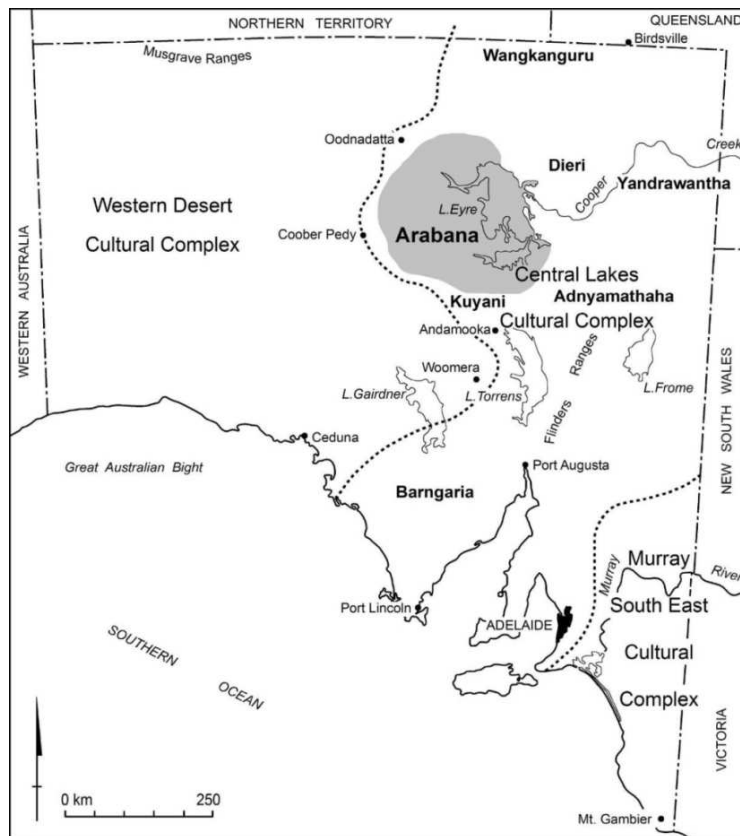 NORTHERN TERRITORY
QUEENSLAND
Musgrave Ranges
Wangkanguru
Birdsville
Oodnadatta
Dieri
Creek
Cooper
Yandrawantha
Western Desert
Cultural Complex
L.Eyre
Coober Pedy
Arabana
WESTERN AUSTRALIA
Central Lakes
Kuyani
Adnyamathaha
Cultural Complex
Andamooka
Woomera
L.Gairdner
L.Torrens
Flinders Ranges
L.Frome
NEW SOUTH WALES
Ceduna
Great Australian Bight
Port Augusta
Barngaria
Murray
Murray
River
Port Lincoln
ADELAIDE
South East
Cultural
Complex
SOUTHERN
OCEAN
VICTORIA
0 km 250
Mt. Gambier